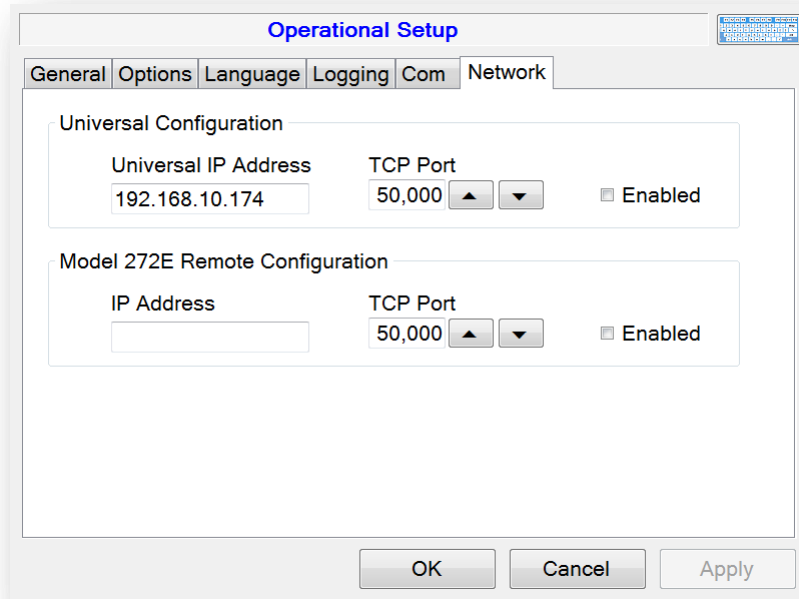 Operational Setup
General Options Language Logging Com Network
Universal Configuration
Universal IP Address TCP Port
192.168.10.174 50,000 Enabled
Model 272E Remote Configuration
IP Address TCP Port
50,000 Enabled
OK Cancel Apply